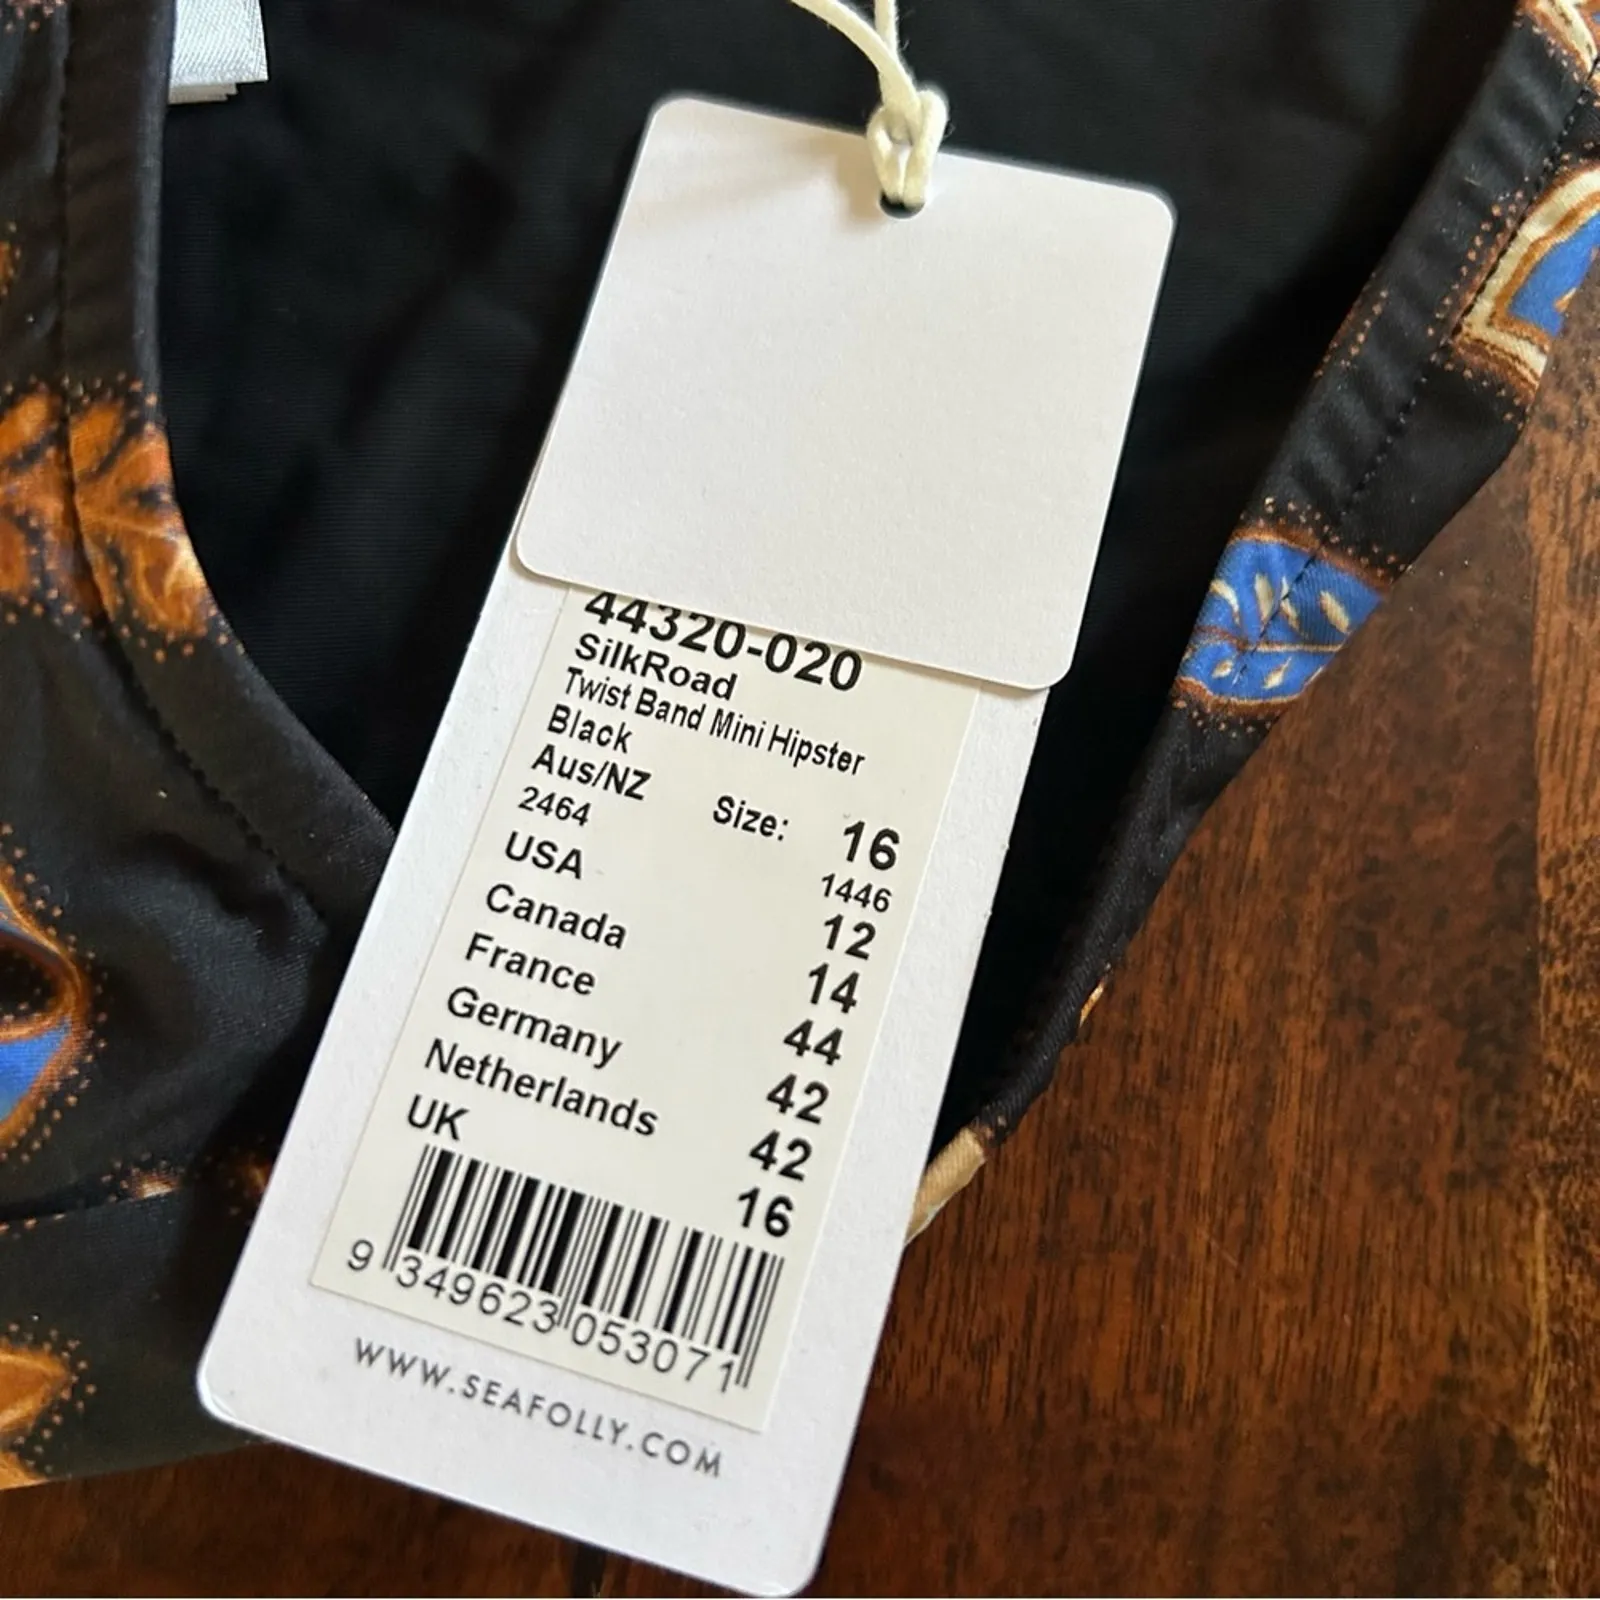 44320-020
SilkRoad
Twist Band Mini Hipster
Black
Aus/NZ Size: 16
2464 1446
USA 12
Canada 14
France 44
Germany 42
Netherlands 42
UK 16
9 349623 053071
WWW.SEAFOLLY.COM